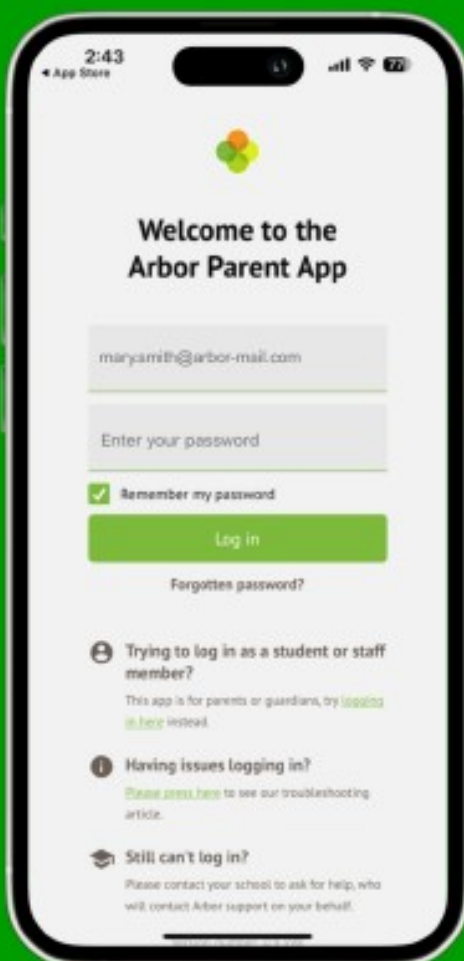 2:43
◀ App Store
77
Welcome to the
Arbor Parent App
mary.smith@arbor-mail.com
Enter your password
Remember my password
Log in
Forgotten password?
Trying to log in as a student or staff
member?
This app is for parents or guardians, try logging
in here instead.
Having issues logging in?
Please press here to see our troubleshooting
article.
Still can't log in?
Please contact your school to ask for help, who
will contact Arbor support on your behalf.